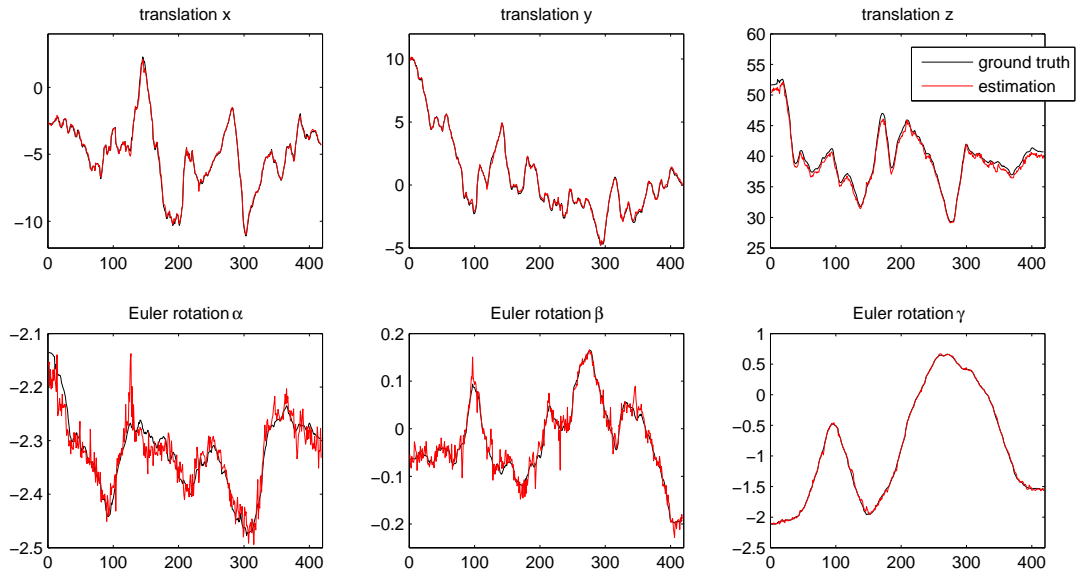 translation x
translation y
translation z
0
−5
−10
0 100 200 300 400
10
5
0
−5
0 100 200 300 400
60
55
50
45
40
35
30
25
0 100 200 300 400
ground truth
estimation
Euler rotation α
Euler rotation β
Euler rotation γ
−2.1
−2.2
−2.3
−2.4
−2.5
0 100 200 300 400
0.2
0.1
0
−0.1
−0.2
0 100 200 300 400
1
0.5
0
−0.5
−1
−1.5
−2
−2.5
0 100 200 300 400